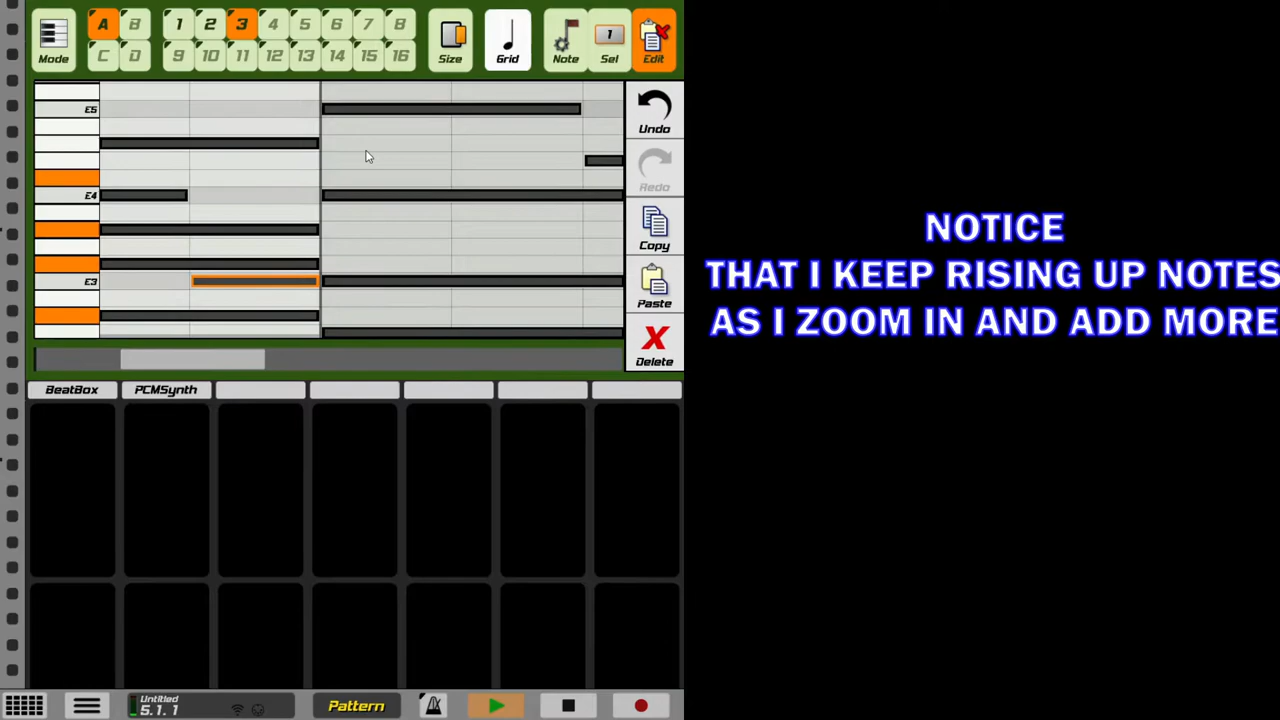 A B 1 2 3 4 5 6 7 8
C D 9 10 11 12 13 14 15 16
Mode
Size
Grid
Note
1
Sel
Edit
E5
E4
E3
Undo
Redo
Copy
Paste
Delete
NOTICE
THAT I KEEP RISING UP NOTES
AS I ZOOM IN AND ADD MORE
BeatBox
PCMSynth
Untitled
5.1.1
Pattern